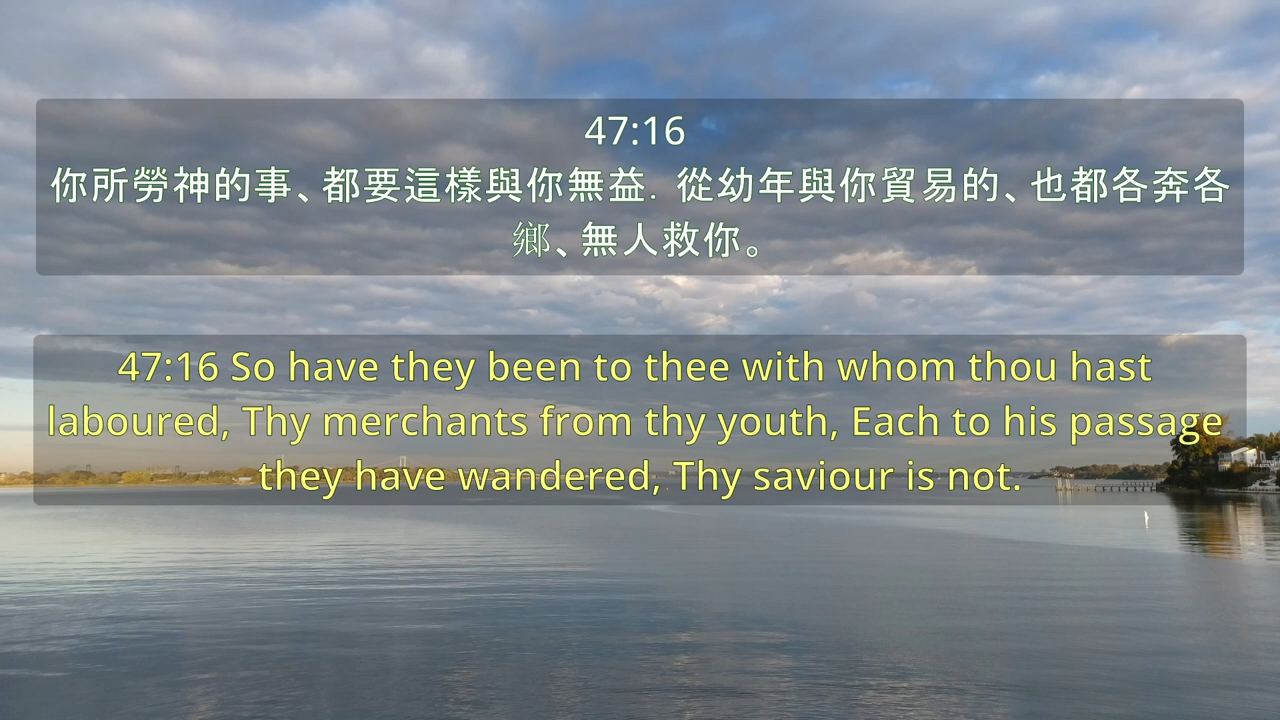 47:16
你所勞神的事、都要這樣與你無益．從幼年與你貿易的、也都各奔各
鄉、無人救你。
47:16 So have they been to thee with whom thou hast
laboured, Thy merchants from thy youth, Each to his passage
they have wandered, Thy saviour is not.